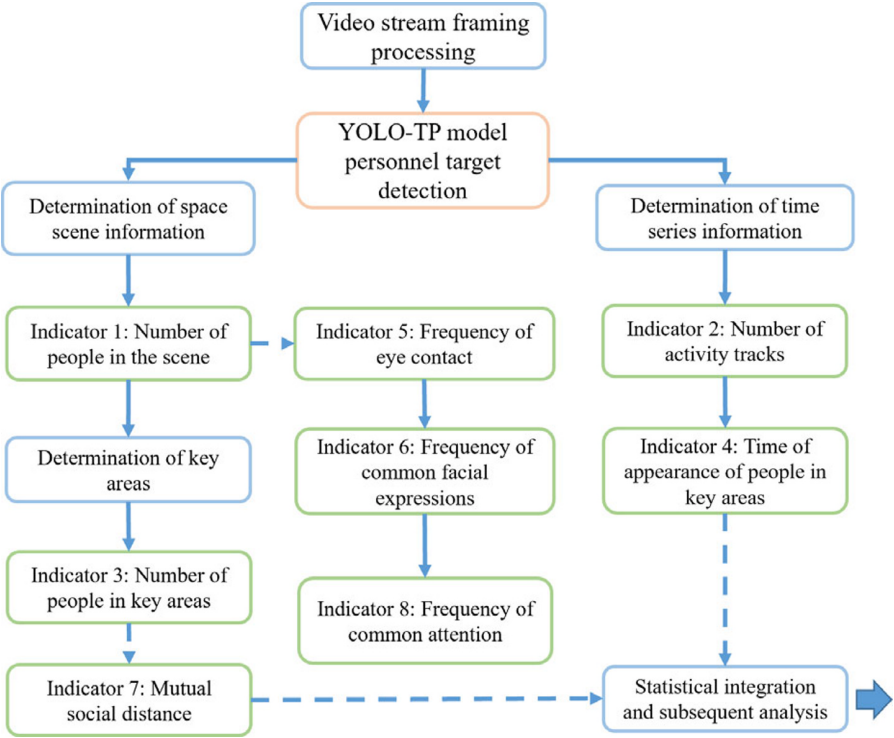 Video stream framing
processing
YOLO-TP model
personnel target
detection
Determination of space
scene information
Determination of time
series information
Indicator 1: Number of
people in the scene
Indicator 5: Frequency of
eye contact
Indicator 2: Number of
activity tracks
Determination of key
areas
Indicator 6: Frequency of
common facial
expressions
Indicator 4: Time of
appearance of people in
key areas
Indicator 3: Number of
people in key areas
Indicator 8: Frequency of
common attention
Indicator 7: Mutual
social distance
Statistical integration
and subsequent analysis